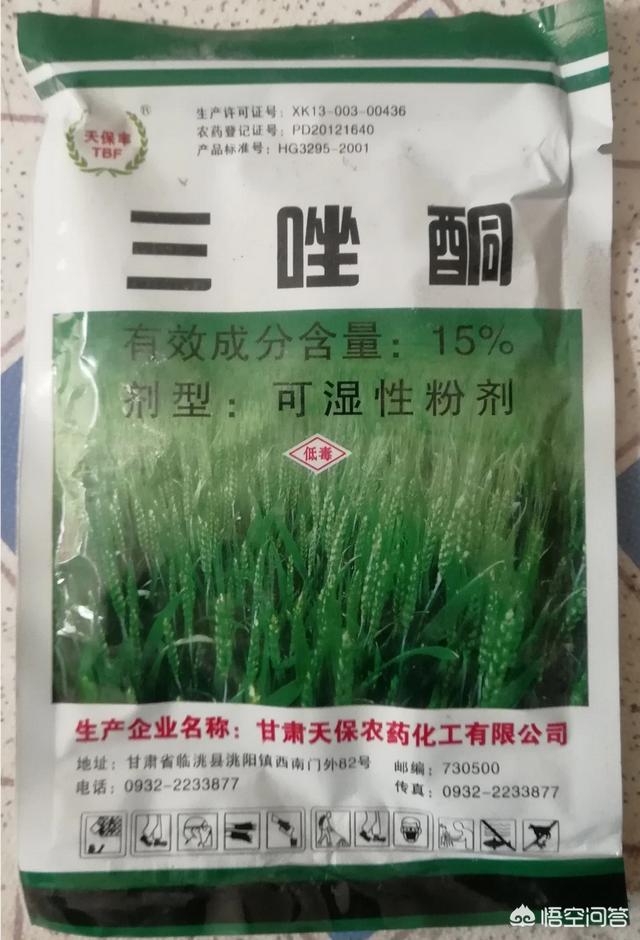 天保丰
TBF
®
生产许可证号：XK13-003-00436
农药登记证号：PD20121640
产品标准号：HG3295-2001
三唑酮
有效成分含量：15%
剂型：可湿性粉剂
低毒
生产企业名称：甘肃天保农药化工有限公司
地址：甘肃省临洮县洮阳镇西南门外82号 邮编：730500
电话：0932-2233877 传真：0932-2233877
悟空问答